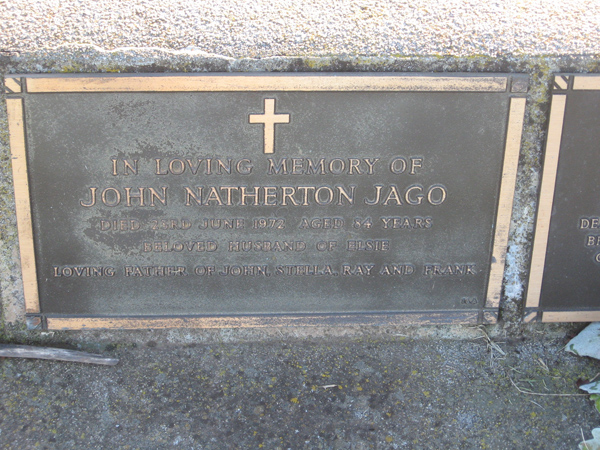 IN LOVING MEMORY OF
JOHN NATHERTON JAGO
DIED 23RD JUNE 1972 AGED 84 YEARS
BELOVED HUSBAND OF ELSIE
LOVING FATHER OF JOHN, STELLA, RAY AND FRANK